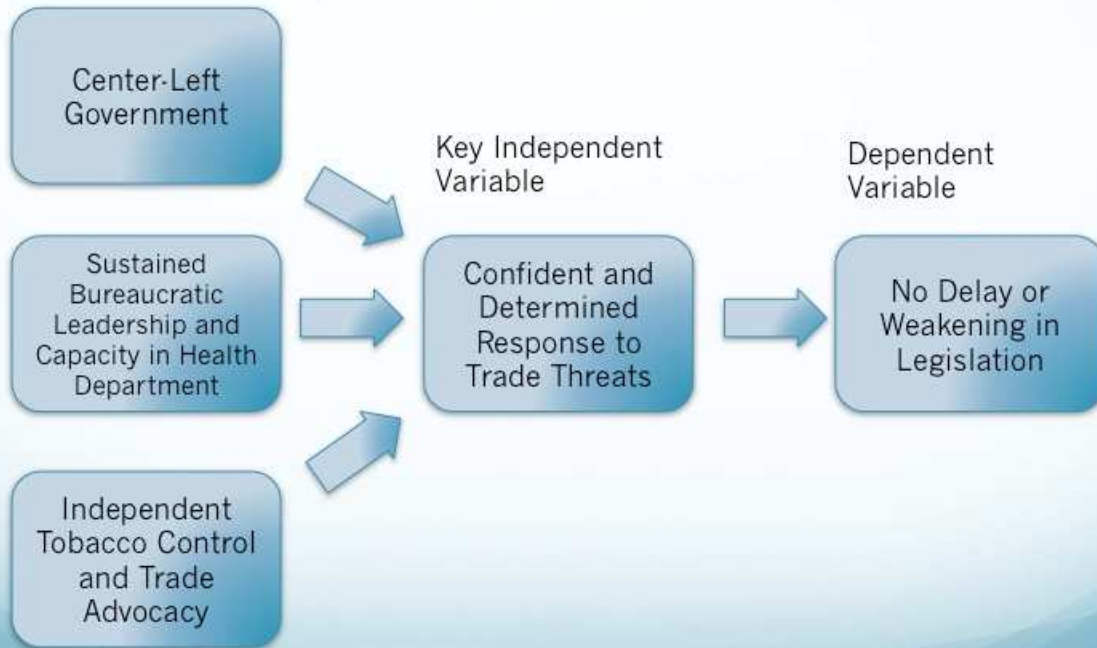 Center-Left
Government
Sustained
Bureaucratic
Leadership and
Capacity in Health
Department
Independent
Tobacco Control
and Trade
Advocacy
Key Independent
Variable
Confident and
Determined
Response to
Trade Threats
Dependent
Variable
No Delay or
Weakening in
Legislation